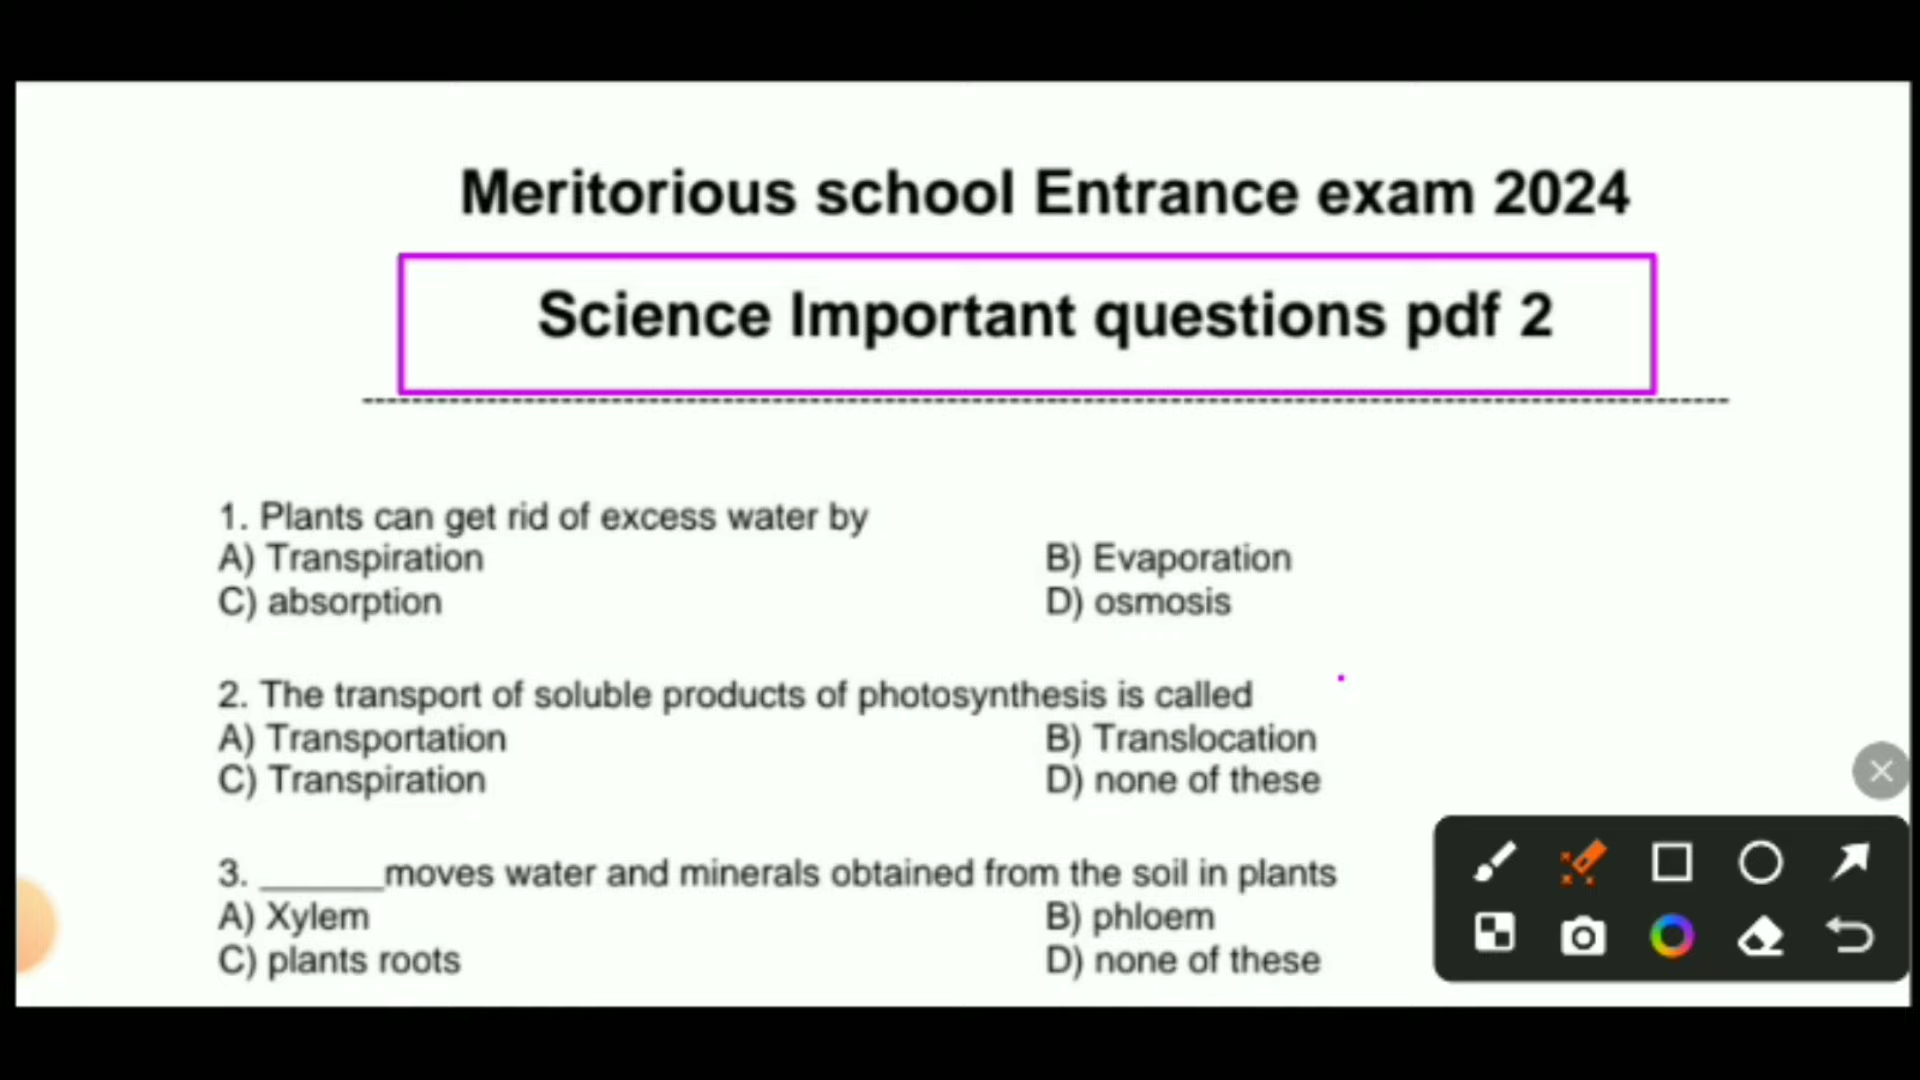 Meritorious school Entrance exam 2024
Science Important questions pdf 2
1. Plants can get rid of excess water by
A) Transpiration B) Evaporation
C) absorption D) osmosis
2. The transport of soluble products of photosynthesis is called
A) Transportation B) Translocation
C) Transpiration D) none of these
3. ______moves water and minerals obtained from the soil in plants
A) Xylem B) phloem
C) plants roots D) none of these